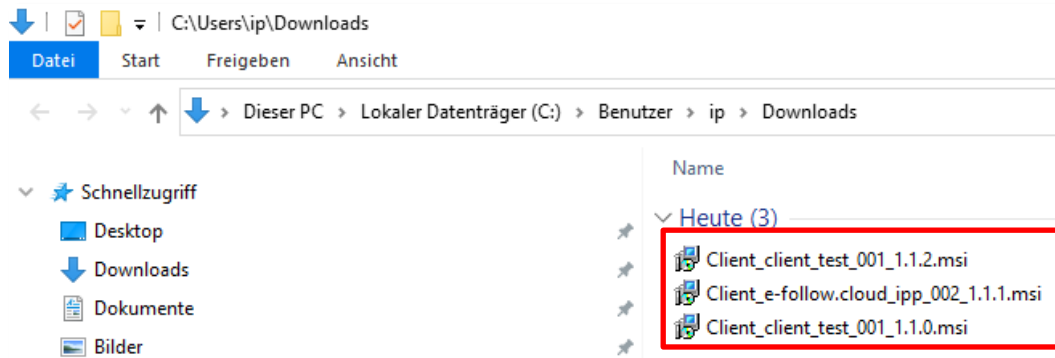 C:\Users\ip\Downloads
Datei Start Freigeben Ansicht
Dieser PC > Lokaler Datenträger (C:) > Benutzer > ip > Downloads
Name
Schnellzugriff
Heute (3)
Desktop
Client_client_test_001_1.1.2.msi
Downloads
Client_e-follow.cloud_ipp_002_1.1.1.msi
Dokumente
Client_client_test_001_1.1.0.msi
Bilder